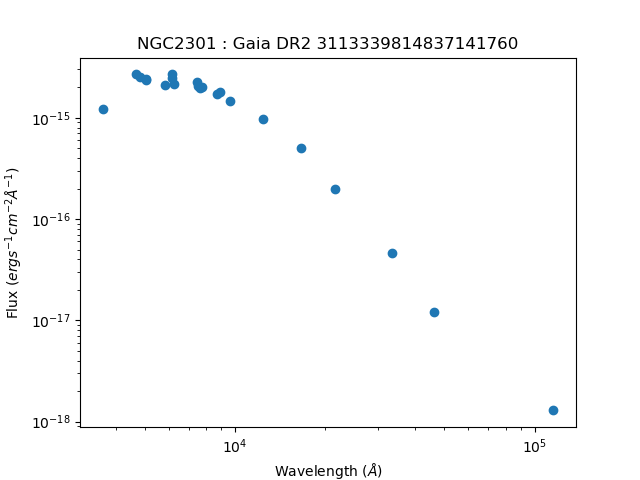 NGC2301 : Gaia DR2 3113339814837141760
Flux (ergs⁻¹cm⁻²Å⁻¹)
10⁻¹⁵
10⁻¹⁶
10⁻¹⁷
10⁻¹⁸
10⁴ 10⁵
Wavelength (Å)